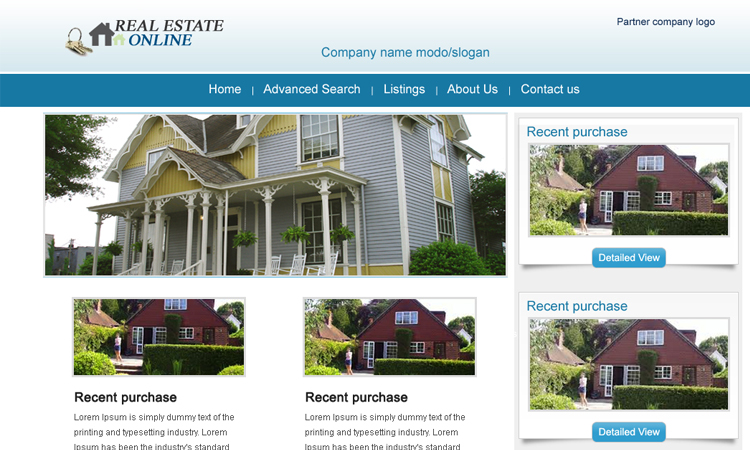 REAL ESTATE
ONLINE
Partner company logo
Company name modo/slogan
Home | Advanced Search | Listings | About Us | Contact us
Recent purchase
Detailed View
Recent purchase
Detailed View
Recent purchase
Lorem Ipsum is simply dummy text of the
printing and typesetting industry. Lorem
Ipsum has been the industry's standard
Recent purchase
Lorem Ipsum is simply dummy text of the
printing and typesetting industry. Lorem
Ipsum has been the industry's standard